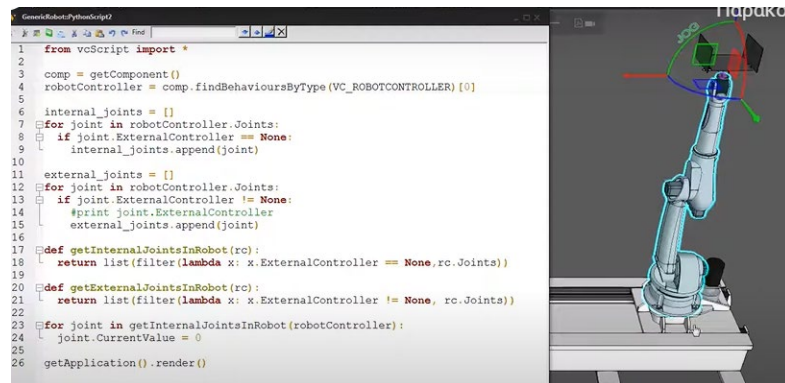 GenericRobot::PythonScript2
Find
1 from vcScript import *
2
3 comp = getComponent()
4 robotController = comp.findBehavioursByType(VC_ROBOTCONTROLLER)[0]
5
6 internal_joints = []
7 for joint in robotController.Joints:
8 if joint.ExternalController == None:
9 internal_joints.append(joint)
10
11 external_joints = []
12 for joint in robotController.Joints:
13 if joint.ExternalController != None:
14 #print joint.ExternalController
15 external_joints.append(joint)
16
17 def getInternalJointsInRobot(rc):
18 return list(filter(lambda x: x.ExternalController == None,rc.Joints))
19
20 def getExternalJointsInRobot(rc):
21 return list(filter(lambda x: x.ExternalController != None, rc.Joints))
22
23 for joint in getInternalJointsInRobot(robotController):
24 joint.CurrentValue = 0
25
26 getApplication().render()
JOG